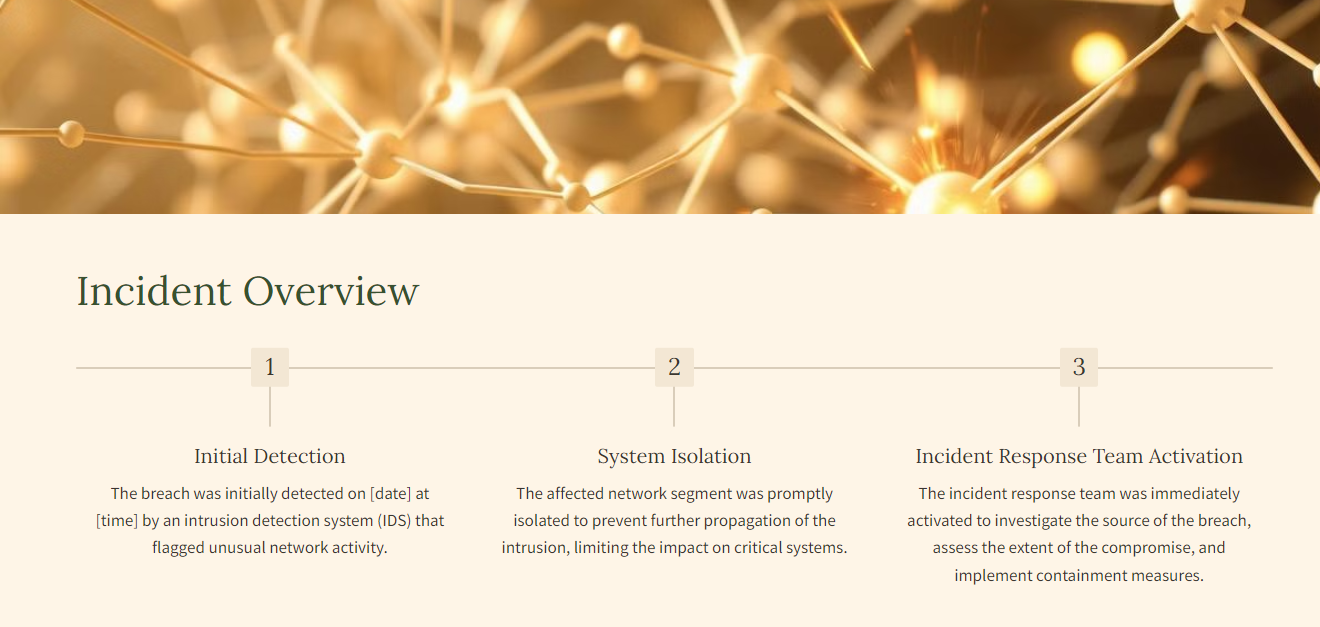 Incident Overview
1
2
3
Initial Detection
The breach was initially detected on [date] at
[time] by an intrusion detection system (IDS) that
flagged unusual network activity.
System Isolation
The affected network segment was promptly
isolated to prevent further propagation of the
intrusion, limiting the impact on critical systems.
Incident Response Team Activation
The incident response team was immediately
activated to investigate the source of the breach,
assess the extent of the compromise, and
implement containment measures.